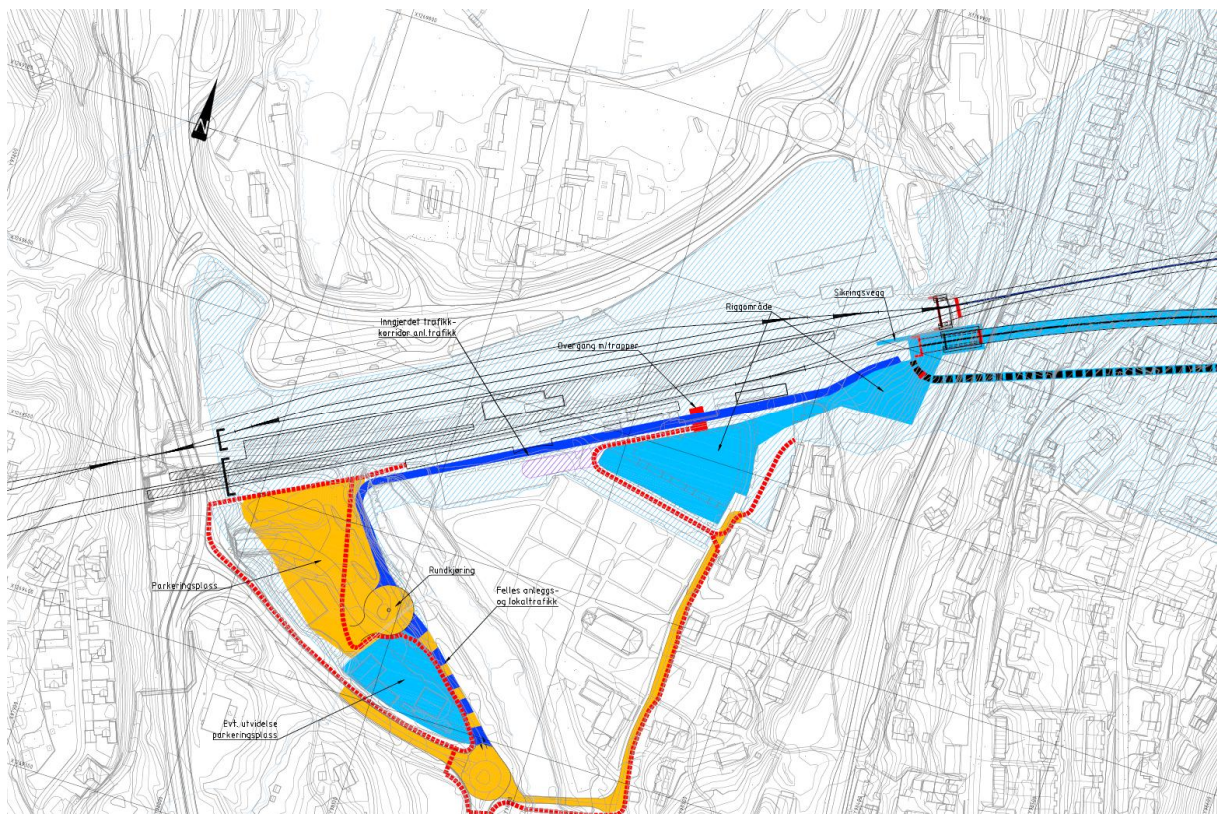 N
Sikringsvegg
Riggområde
Inngjerdet trafikk-
korridor anl.trafikk
Overgang m/trapper
Rundkjøring
Parkeringsplass
Felles anleggs-
og lokaltrafikk
Evt. utvidelse
parkeringsplass